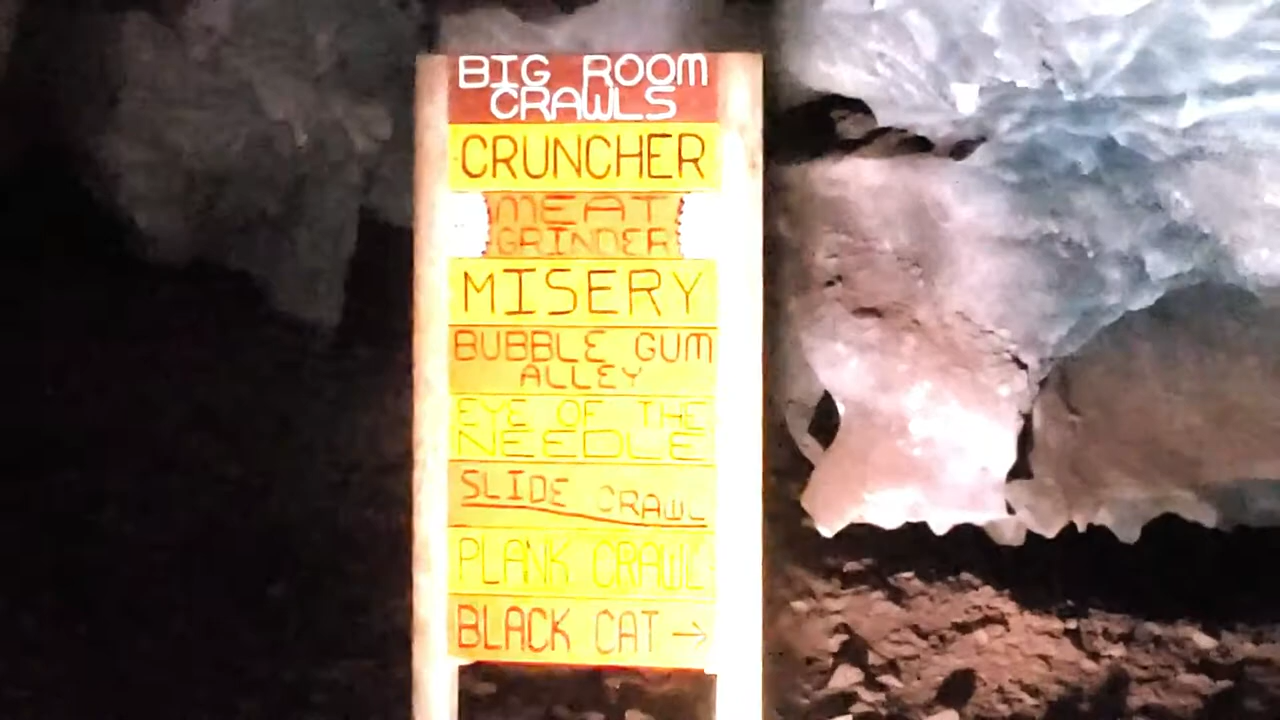 BIG ROOM
CRAWLS
CRUNCHER
MEAT
GRINDER
MISERY
BUBBLE GUM
ALLEY
EYE OF THE
NEEDLE
SLIDE CRAWL
PLANK CRAWL
BLACK CAT →